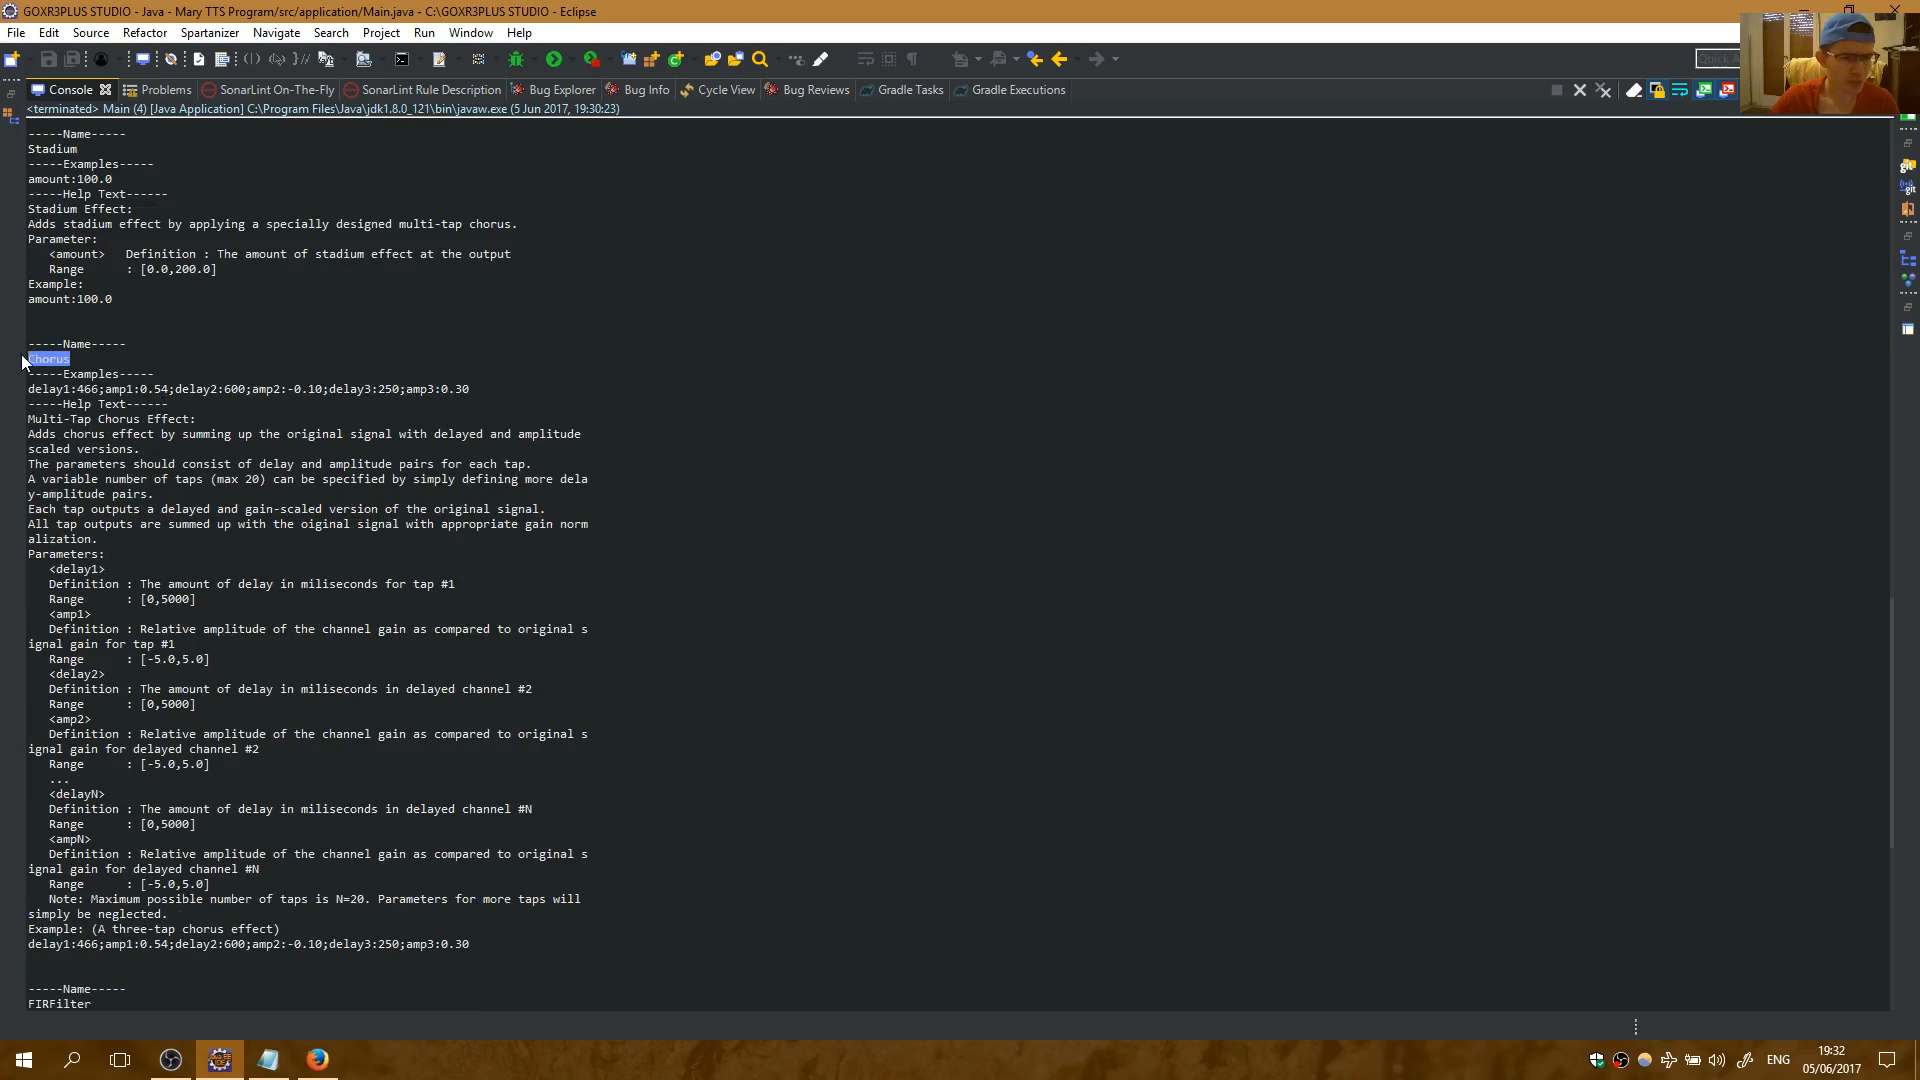 GOXR3PLUS STUDIO - Java - Mary TTS Program/src/application/Main.java - C:\GOXR3PLUS STUDIO - Eclipse
File Edit Source Refactor Spartanizer Navigate Search Project Run Window Help
Console Problems SonarLint On-The-Fly SonarLint Rule Description Bug Explorer Bug Info Cycle View Bug Reviews Gradle Tasks Gradle Executions
<terminated> Main (4) [Java Application] C:\Program Files\Java\jdk1.8.0_121\bin\javaw.exe (5 Jun 2017, 19:30:23)
-----Name-----
Stadium
-----Examples-----
amount:100.0
-----Help Text------
Stadium Effect:
Adds stadium effect by applying a specially designed multi-tap chorus.
Parameter:
<amount> Definition : The amount of stadium effect at the output
Range : [0.0,200.0]
Example:
amount:100.0
-----Name-----
Chorus
-----Examples-----
delay1:466;amp1:0.54;delay2:600;amp2:-0.10;delay3:250;amp3:0.30
-----Help Text------
Multi-Tap Chorus Effect:
Adds chorus effect by summing up the original signal with delayed and amplitude
scaled versions.
The parameters should consist of delay and amplitude pairs for each tap.
A variable number of taps (max 20) can be specified by simply defining more dela
y-amplitude pairs.
Each tap outputs a delayed and gain-scaled version of the original signal.
All tap outputs are summed up with the oiginal signal with appropriate gain norm
alization.
Parameters:
<delay1>
Definition : The amount of delay in miliseconds for tap #1
Range : [0,5000]
<amp1>
Definition : Relative amplitude of the channel gain as compared to original s
ignal gain for tap #1
Range : [-5.0,5.0]
<delay2>
Definition : The amount of delay in miliseconds in delayed channel #2
Range : [0,5000]
<amp2>
Definition : Relative amplitude of the channel gain as compared to original s
ignal gain for delayed channel #2
Range : [-5.0,5.0]
...
<delayN>
Definition : The amount of delay in miliseconds in delayed channel #N
Range : [0,5000]
<ampN>
Definition : Relative amplitude of the channel gain as compared to original s
ignal gain for delayed channel #N
Range : [-5.0,5.0]
Note: Maximum possible number of taps is N=20. Parameters for more taps will
simply be neglected.
Example: (A three-tap chorus effect)
delay1:466;amp1:0.54;delay2:600;amp2:-0.10;delay3:250;amp3:0.30
-----Name-----
FIRFilter
ENG
19:32
05/06/2017